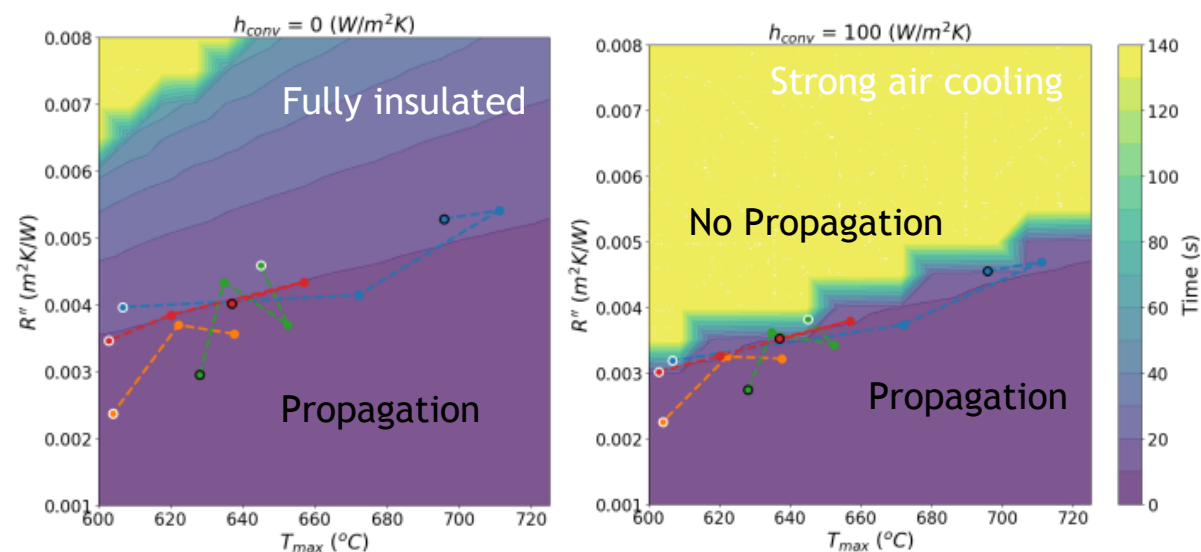 h_conv = 0 (W/m²K)
0.008
0.007
0.006
0.005
0.004
0.003
0.002
0.001
R″ (m²K/W)
Fully insulated
Propagation
600 620 640 660 680 700 720
T_max (°C)
h_conv = 100 (W/m²K)
0.008
0.007
0.006
0.005
0.004
0.003
0.002
0.001
R″ (m²K/W)
Strong air cooling
No Propagation
Propagation
600 620 640 660 680 700 720
T_max (°C)
140
120
100
80
60
40
20
0
Time (s)